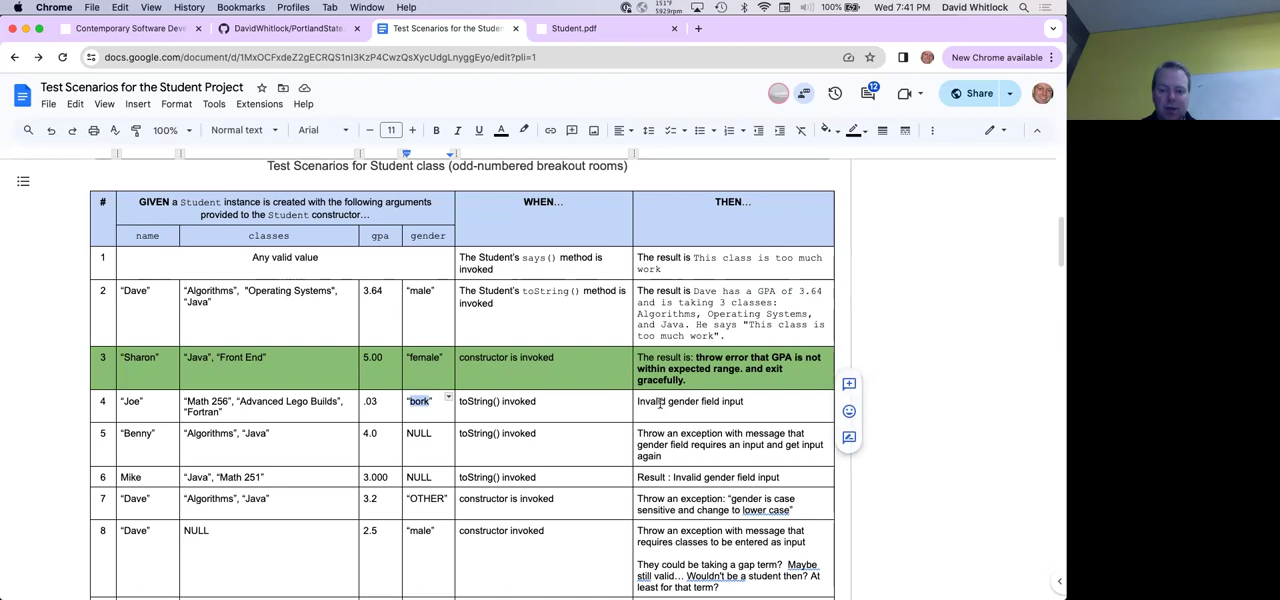 Chrome File Edit View History Bookmarks Profiles Tab Window Help
151°F
5929rpm
100% Wed 7:41 PM David Whitlock
Contemporary Software Deve
DavidWhitlock/PortlandState
Test Scenarios for the Studen
Student.pdf
docs.google.com/document/d/1MxOCFxdeZ2gECRQS1nI3KzP4CwzQsXycUdgLnyggEyo/edit?pli=1
New Chrome available
Test Scenarios for the Student Project
File Edit View Insert Format Tools Extensions Help
12
Share
100% Normal text Arial 11
B I U A
Test Scenarios for Student class (odd-numbered breakout rooms)
# GIVEN a Student instance is created with the following arguments WHEN... THEN...
provided to the Student constructor...
name classes gpa gender
1 Any valid value The Student's says() method is The result is This class is too much
invoked work
2 "Dave" "Algorithms", "Operating Systems", 3.64 "male" The Student's toString() method is The result is Dave has a GPA of 3.64
"Java" invoked and is taking 3 classes:
Algorithms, Operating Systems,
and Java. He says "This class is
too much work".
3 "Sharon" "Java", "Front End" 5.00 "female" constructor is invoked The result is: throw error that GPA is not
within expected range. and exit
gracefully.
4 "Joe" "Math 256", "Advanced Lego Builds", .03 "bork" toString() invoked Invalid gender field input
"Fortran"
5 "Benny" "Algorithms", "Java" 4.0 NULL toString() invoked Throw an exception with message that
gender field requires an input and get input
again
6 Mike "Java", "Math 251" 3.000 NULL toString() invoked Result : Invalid gender field input
7 "Dave" "Algorithms", "Java" 3.2 "OTHER" constructor is invoked Throw an exception: "gender is case
sensitive and change to lower case"
8 "Dave" NULL 2.5 "male" constructor invoked Throw an exception with message that
requires classes to be entered as input
They could be taking a gap term? Maybe
still valid... Wouldn't be a student then? At
least for that term?